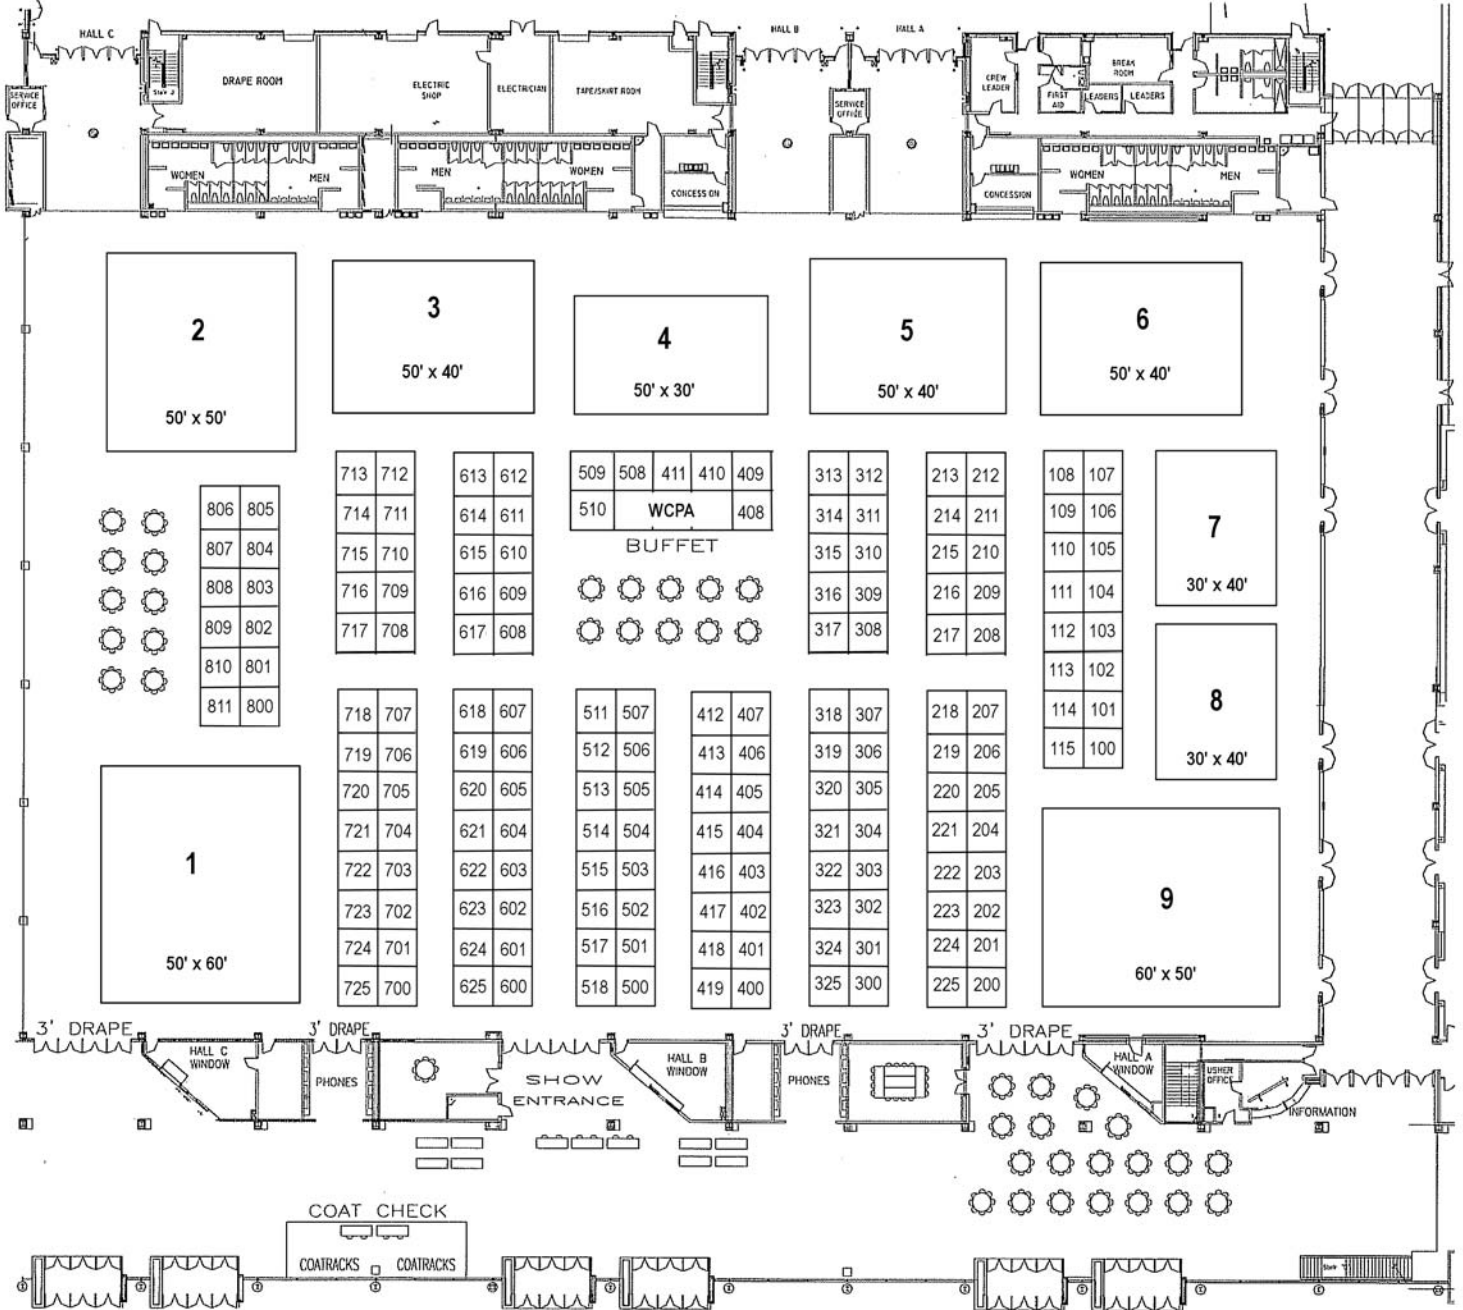 HALL C
HALL B
HALL A
SERVICE
OFFICE
Stair 2
DRAPE ROOM
ELECTRIC
SHOP
ELECTRICIAN
TAPE/SKIRT ROOM
SERVICE
OFFICE
CREW
LEADER
FIRST
AID
BREAK
ROOM
LEADERS
LEADERS
WOMEN
MEN
MEN
WOMEN
CONCESSION
CONCESSION
WOMEN
MEN
2
50' x 50'
3
50' x 40'
4
50' x 30'
5
50' x 40'
6
50' x 40'
7
30' x 40'
8
30' x 40'
9
60' x 50'
1
50' x 60'
806 805
807 804
808 803
809 802
810 801
811 800
713 712
714 711
715 710
716 709
717 708
718 707
719 706
720 705
721 704
722 703
723 702
724 701
725 700
613 612
614 611
615 610
616 609
617 608
618 607
619 606
620 605
621 604
622 603
623 602
624 601
625 600
509 508 411 410 409
510 WCPA 408
BUFFET
511 507
512 506
513 505
514 504
515 503
516 502
517 501
518 500
412 407
413 406
414 405
415 404
416 403
417 402
418 401
419 400
313 312
314 311
315 310
316 309
317 308
318 307
319 306
320 305
321 304
322 303
323 302
324 301
325 300
213 212
214 211
215 210
216 209
217 208
218 207
219 206
220 205
221 204
222 203
223 202
224 201
225 200
108 107
109 106
110 105
111 104
112 103
113 102
114 101
115 100
3' DRAPE
3' DRAPE
3' DRAPE
3' DRAPE
HALL C
WINDOW
PHONES
SHOW
ENTRANCE
HALL B
WINDOW
PHONES
HALL A
WINDOW
USHER
OFFICE
INFORMATION
COAT CHECK
COATRACKS
COATRACKS
Stair